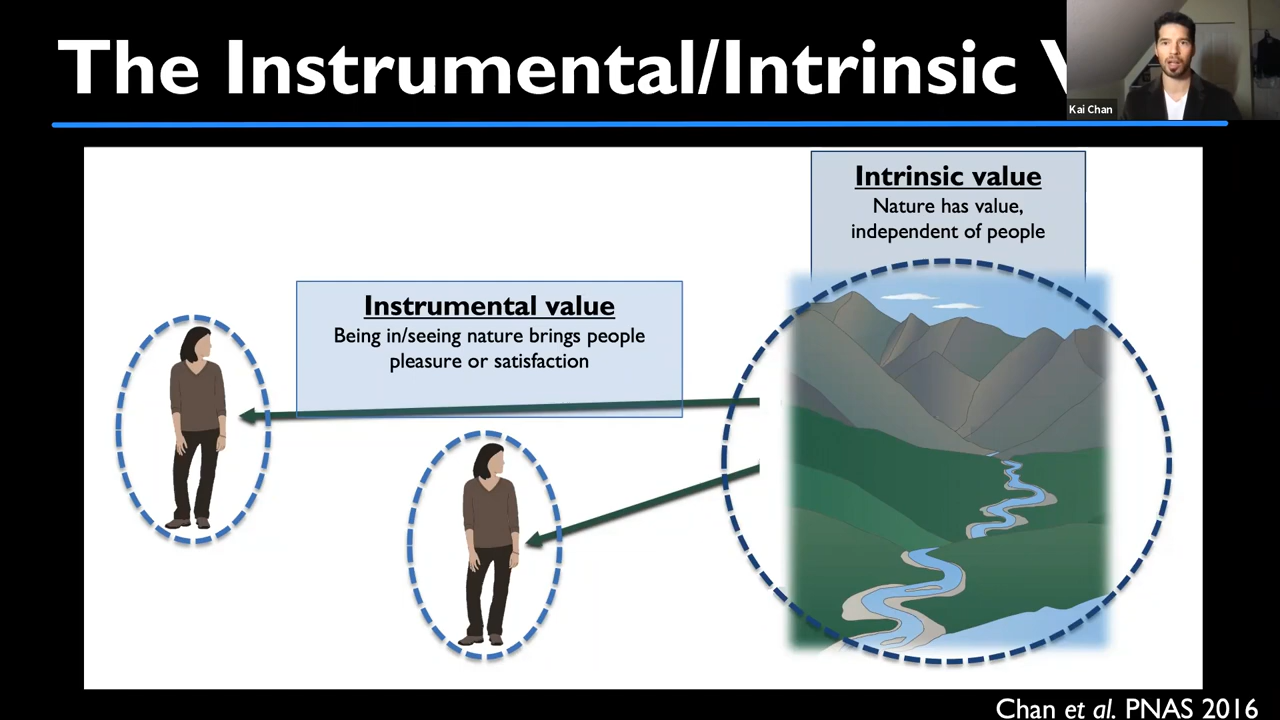 The Instrumental/Intrinsic
Kai Chan
Intrinsic value
Nature has value,
independent of people
Instrumental value
Being in/seeing nature brings people
pleasure or satisfaction
Chan et al. PNAS 2016